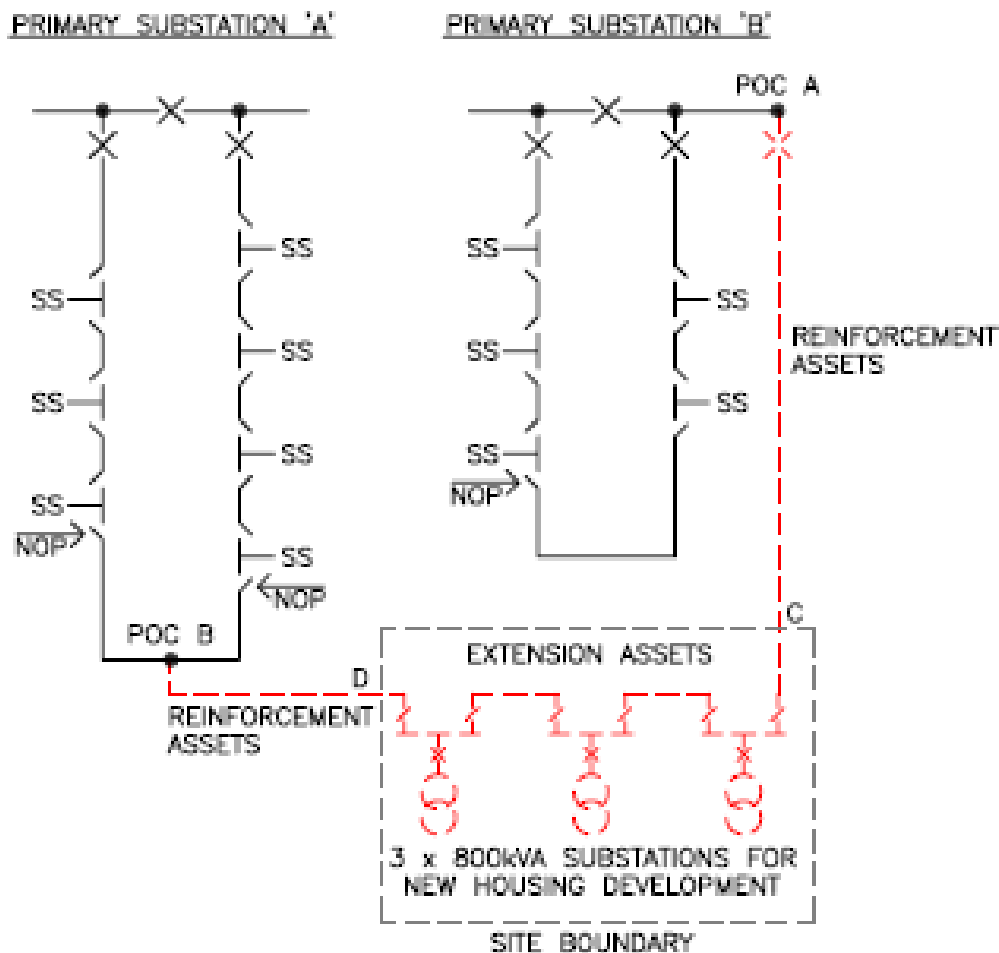 PRIMARY SUBSTATION 'A'
PRIMARY SUBSTATION 'B'
POC A
SS
SS
SS
SS
SS
SS
SS
SS
SS
SS
SS
SS
REINFORCEMENT
ASSETS
NOP
NOP
NOP
POC B
C
EXTENSION ASSETS
D
REINFORCEMENT
ASSETS
3 x 800kVA SUBSTATIONS FOR
NEW HOUSING DEVELOPMENT
SITE BOUNDARY